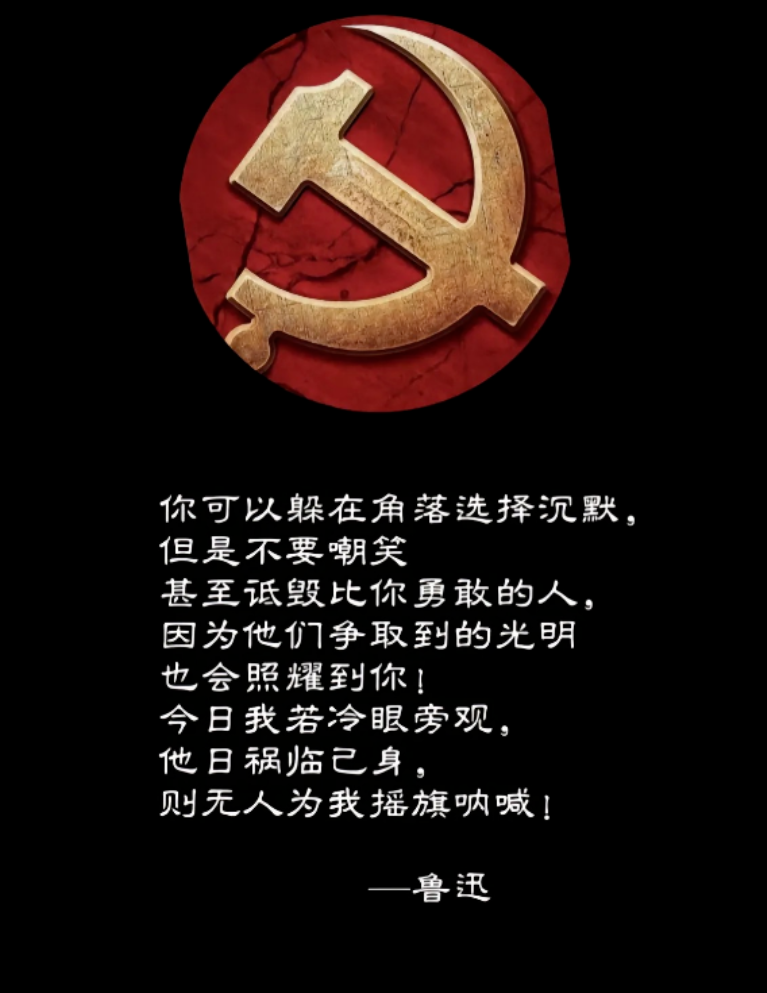 你可以躲在角落选择沉默，
但是不要嘲笑
甚至诋毁比你勇敢的人，
因为他们争取到的光明
也会照耀到你！
今日我若冷眼旁观，
他日祸临己身，
则无人为我摇旗呐喊！
——鲁迅